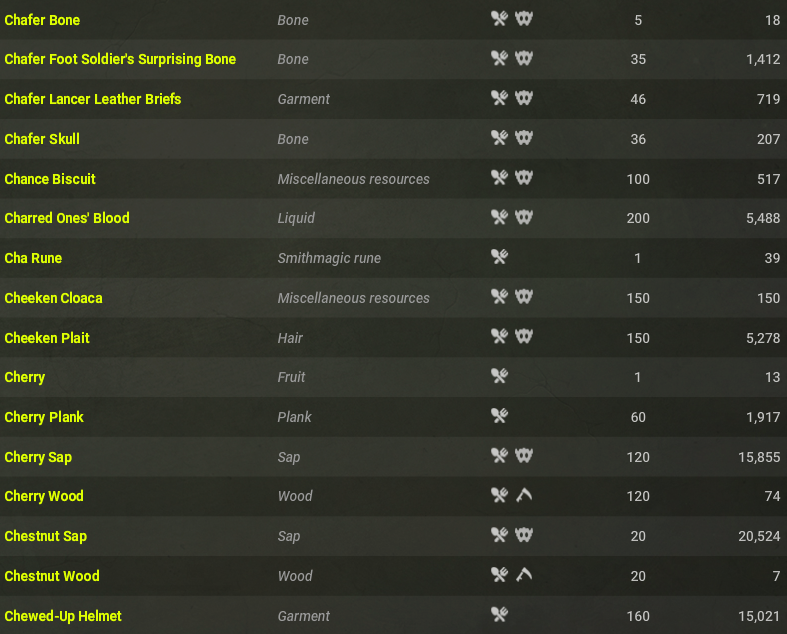 Chafer Bone Bone 5 18
Chafer Foot Soldier's Surprising Bone Bone 35 1,412
Chafer Lancer Leather Briefs Garment 46 719
Chafer Skull Bone 36 207
Chance Biscuit Miscellaneous resources 100 517
Charred Ones' Blood Liquid 200 5,488
Cha Rune Smithmagic rune 1 39
Cheeken Cloaca Miscellaneous resources 150 150
Cheeken Plait Hair 150 5,278
Cherry Fruit 1 13
Cherry Plank Plank 60 1,917
Cherry Sap Sap 120 15,855
Cherry Wood Wood 120 74
Chestnut Sap Sap 20 20,524
Chestnut Wood Wood 20 7
Chewed-Up Helmet Garment 160 15,021